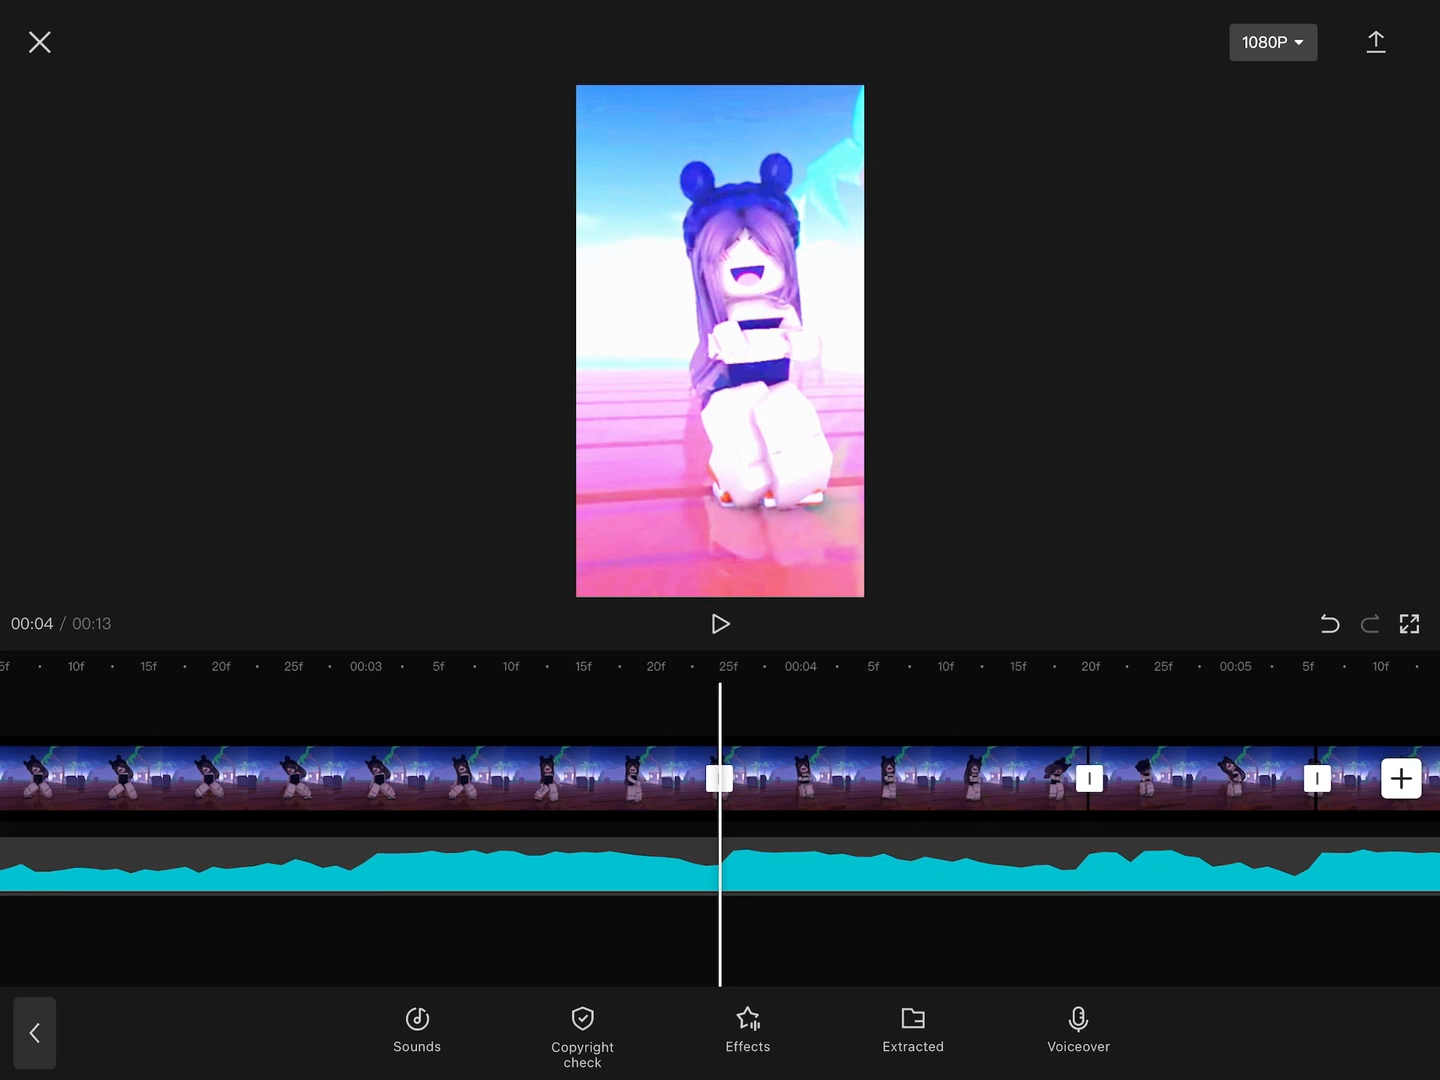 1080P
00:04 / 00:13
5f 10f 15f 20f 25f 00:03 5f 10f 15f 20f 25f 00:04 5f 10f 15f 20f 25f 00:05 5f 10f
Sounds
Copyright
check
Effects
Extracted
Voiceover